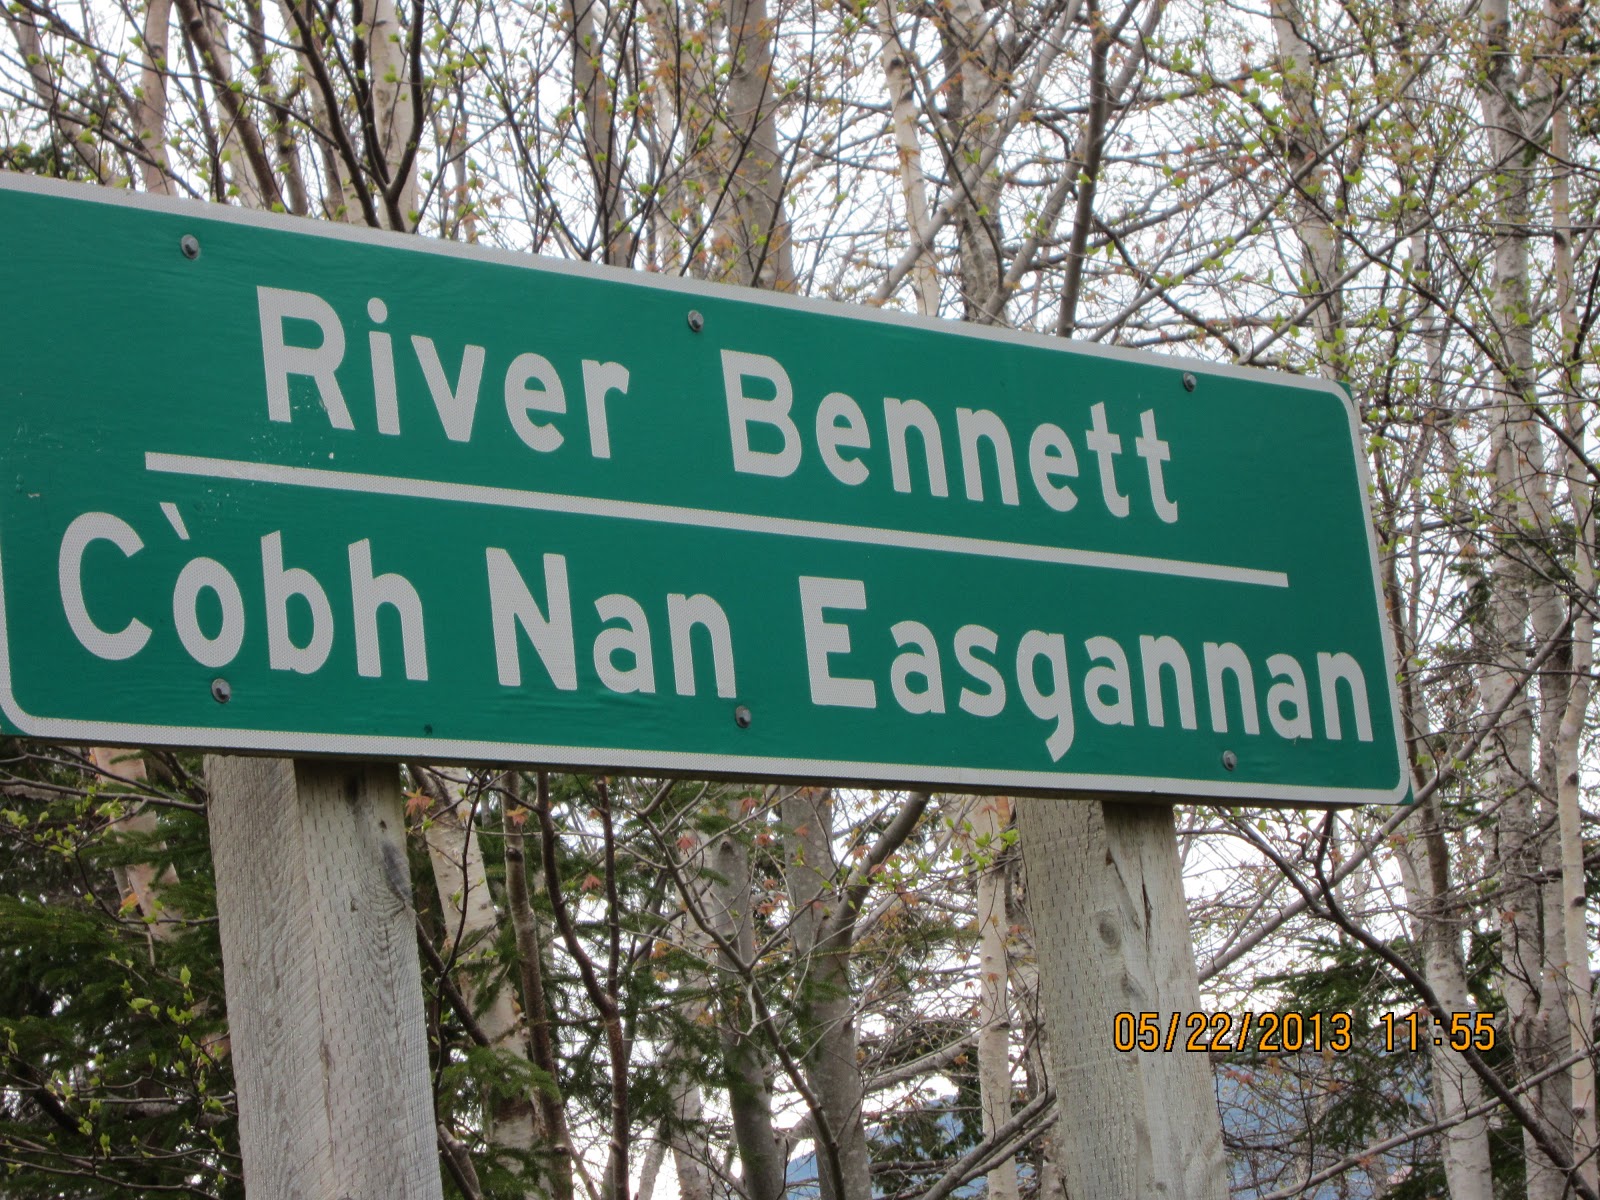 River Bennett
Còbh Nan Easgannan
05/22/2013 11:55